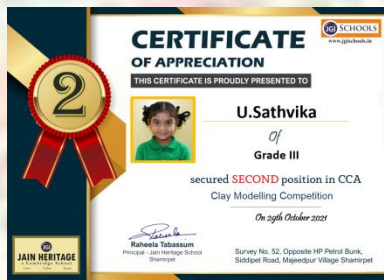 CERTIFICATE
OF APPRECIATION
THIS CERTIFICATE IS PROUDLY PRESENTED TO
JGI SCHOOLS
www.jgischools.in
2
U.Sathvika
Of
Grade III
secured SECOND position in CCA
Clay Modelling Competition
On 29th October 2021
Raheela Tabassum
Principal - Jain Heritage School
Shamirpet
Survey No. 52, Opposite HP Petrol Bunk,
Siddipet Road, Majeedpur Village Shamirpet
JGI
JAIN HERITAGE
a Cambridge School